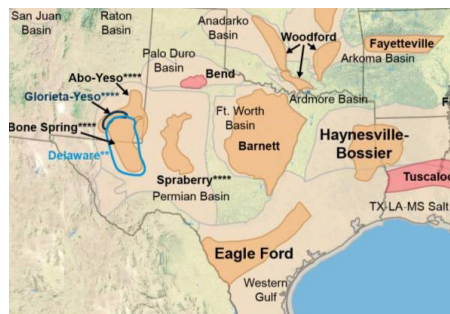 San Juan
Basin
Raton
Basin
Anadarko
Basin
Woodford
Fayetteville
Arkoma Basin
Palo Duro
Basin
Bend
Ardmore Basin
Abo-Yeso****
Glorieta-Yeso****
Bone Spring****
Delaware**
Ft. Worth
Basin
Barnett
Haynesville-
Bossier
Spraberry****
Permian Basin
Tuscaloo
TX-LA-MS Salt
Eagle Ford
Western
Gulf